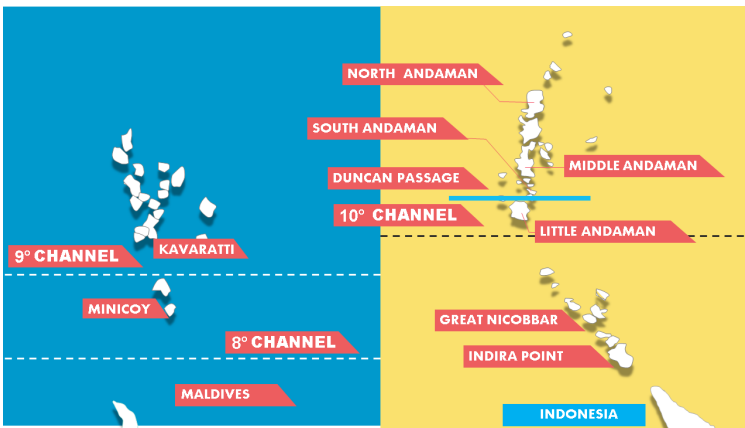 NORTH ANDAMAN
SOUTH ANDAMAN
MIDDLE ANDAMAN
DUNCAN PASSAGE
10° CHANNEL
LITTLE ANDAMAN
KAVARATTI
9° CHANNEL
MINICOY
GREAT NICOBBAR
8° CHANNEL
INDIRA POINT
MALDIVES
INDONESIA